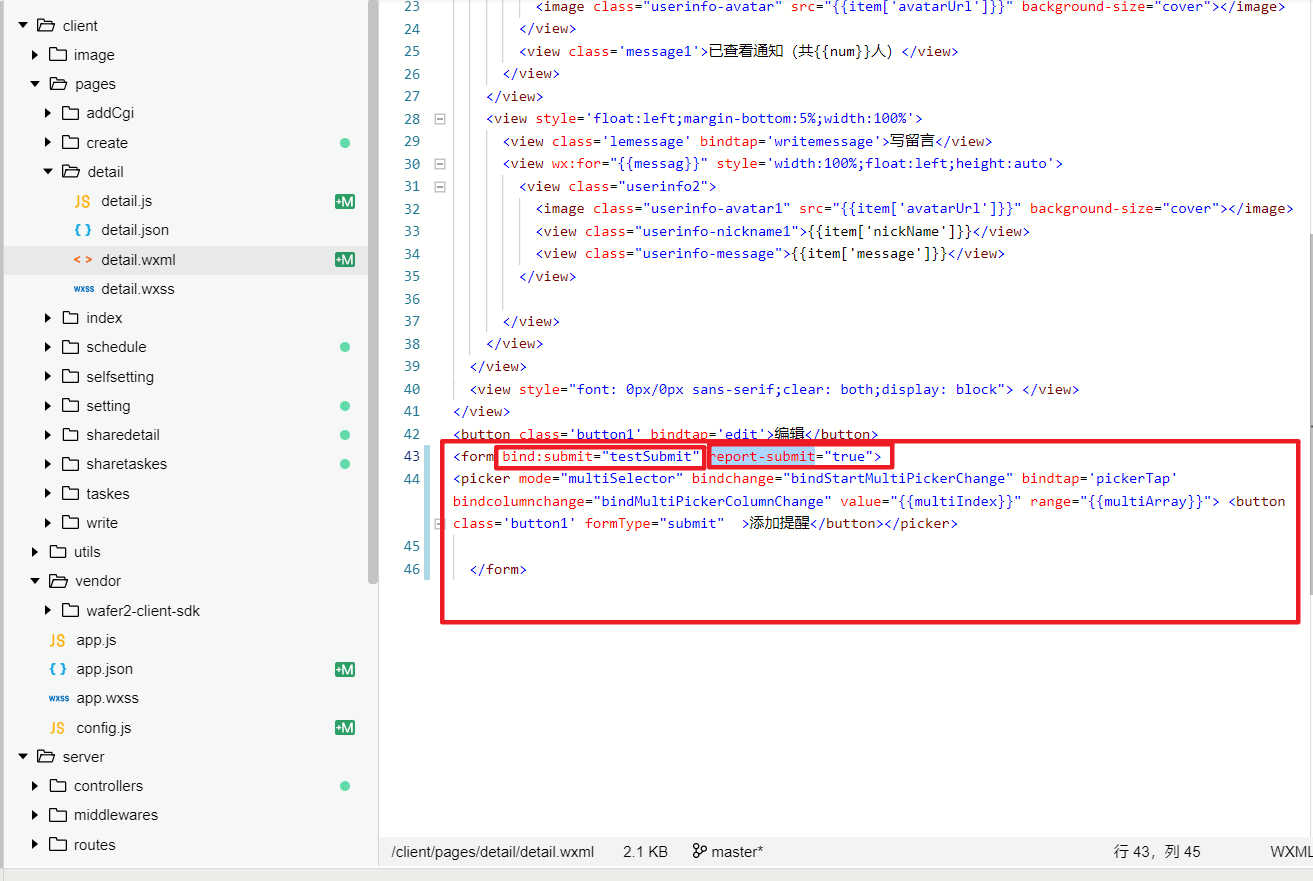 client
image
pages
addCgi
create
detail
JS detail.js +M
{ } detail.json
< > detail.wxml +M
wxss detail.wxss
index
schedule
selfsetting
setting
sharedetail
sharetaskes
taskes
write
utils
vendor
wafer2-client-sdk
JS app.js
{ } app.json +M
wxss app.wxss
JS config.js +M
server
controllers
middlewares
routes
23 <image class="userinfo-avatar" src="{{item['avatarUrl']}}" background-size="cover"></image>
24 </view>
25 <view class='message1'>已查看通知（共{{num}}人）</view>
26 </view>
27 </view>
28 <view style='float:left;margin-bottom:5%;width:100%'>
29 <view class='lemessage' bindtap='writemessage'>写留言</view>
30 <view wx:for="{{messag}}" style='width:100%;float:left;height:auto'>
31 <view class="userinfo2">
32 <image class="userinfo-avatar1" src="{{item['avatarUrl']}}" background-size="cover"></image>
33 <view class="userinfo-nickname1">{{item['nickName']}}</view>
34 <view class="userinfo-message">{{item['message']}}</view>
35 </view>
36
37 </view>
38 </view>
39 </view>
40 <view style="font: 0px/0px sans-serif;clear: both;display: block"> </view>
41 </view>
42 <button class='button1' bindtap='edit'>编辑</button>
43 <form bind:submit="testSubmit" report-submit="true">
44 <picker mode="multiSelector" bindchange="bindStartMultiPickerChange" bindtap='pickerTap'
bindcolumnchange="bindMultiPickerColumnChange" value="{{multiIndex}}" range="{{multiArray}}"> <button
class='button1' formType="submit"  >添加提醒</button></picker>
45
46 </form>
/client/pages/detail/detail.wxml 2.1 KB master* 行 43，列 45 WXML